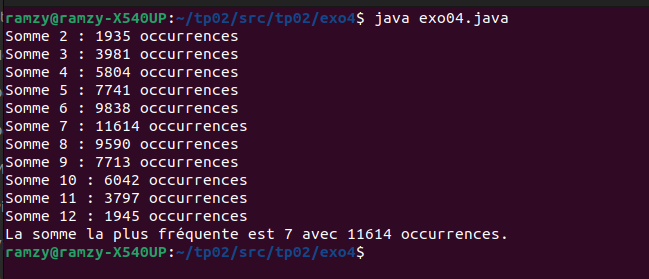 ramzy@ramzy-X540UP:~/tp02/src/tp02/exo4$ java exo04.java
Somme 2 : 1935 occurrences
Somme 3 : 3981 occurrences
Somme 4 : 5804 occurrences
Somme 5 : 7741 occurrences
Somme 6 : 9838 occurrences
Somme 7 : 11614 occurrences
Somme 8 : 9590 occurrences
Somme 9 : 7713 occurrences
Somme 10 : 6042 occurrences
Somme 11 : 3797 occurrences
Somme 12 : 1945 occurrences
La somme la plus fréquente est 7 avec 11614 occurrences.
ramzy@ramzy-X540UP:~/tp02/src/tp02/exo4$